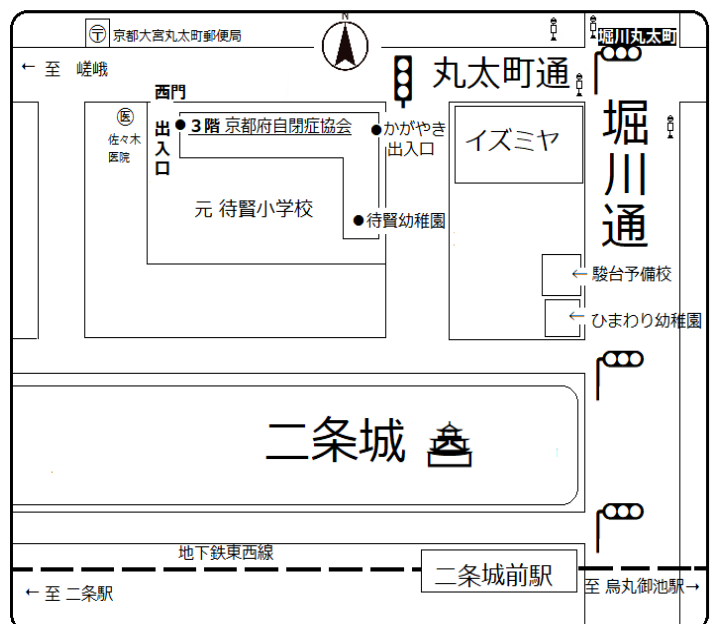 〒 京都大宮丸太町郵便局
N
堀川丸太町
← 至 嵯峨
丸太町通
西門
医
佐々木
医院
出入口
3階 京都府自閉症協会
かがやき
出入口
イズミヤ
堀川通
元 待賢小学校
待賢幼稚園
← 駿台予備校
← ひまわり幼稚園
二条城
地下鉄東西線
二条城前駅
← 至 二条駅
至 烏丸御池駅→